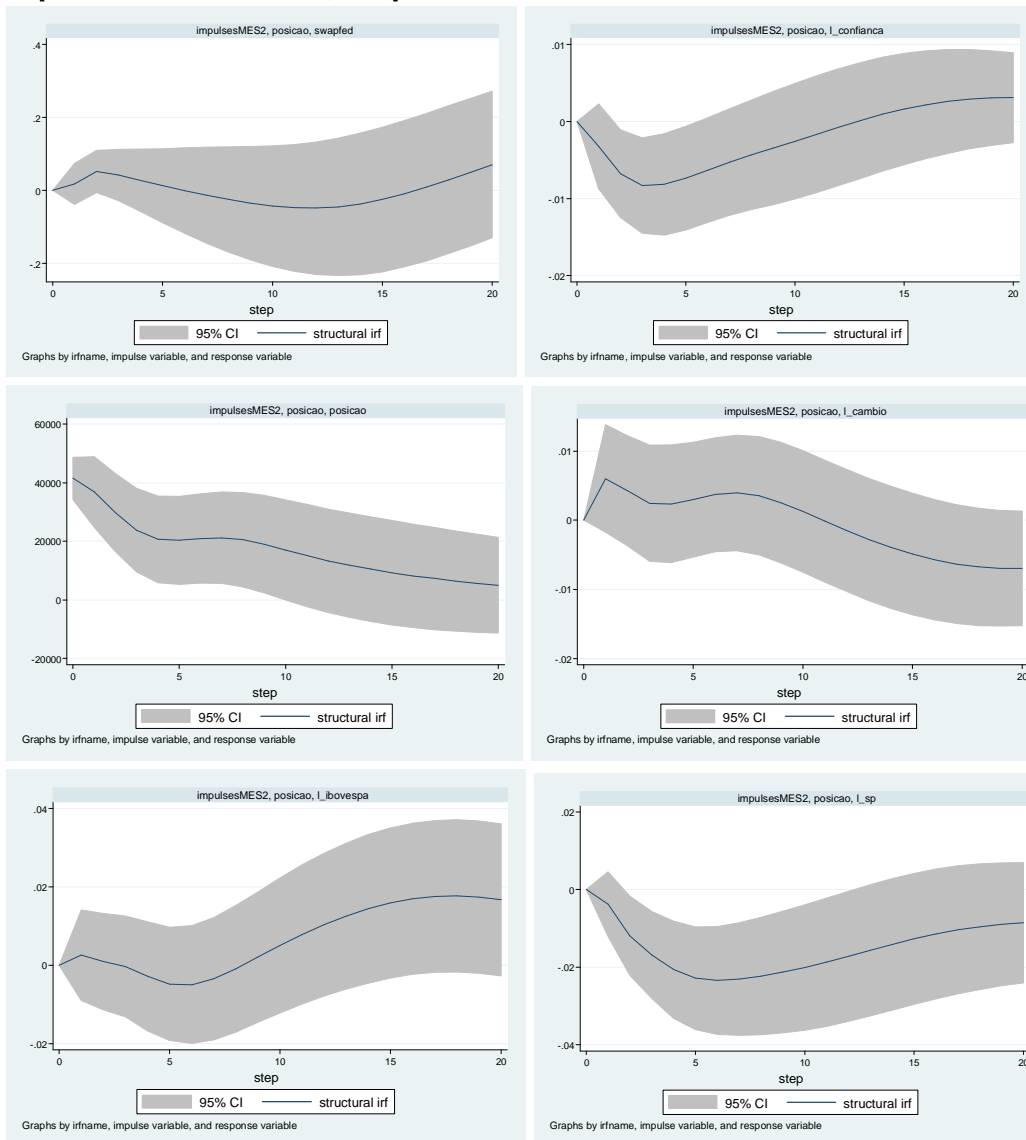 impulsesMES2, posicao, swapfed
.4
.2
0
-.2
0 5 10 15 20
step
95% CI structural irf
Graphs by irfname, impulse variable, and response variable
impulsesMES2, posicao, l_confianca
.01
0
-.01
-.02
0 5 10 15 20
step
95% CI structural irf
Graphs by irfname, impulse variable, and response variable
impulsesMES2, posicao, posicao
60000
40000
20000
0
-20000
0 5 10 15 20
step
95% CI structural irf
Graphs by irfname, impulse variable, and response variable
impulsesMES2, posicao, l_cambio
.01
0
-.01
-.02
0 5 10 15 20
step
95% CI structural irf
Graphs by irfname, impulse variable, and response variable
impulsesMES2, posicao, l_ibovespa
.04
.02
0
-.02
0 5 10 15 20
step
95% CI structural irf
Graphs by irfname, impulse variable, and response variable
impulsesMES2, posicao, l_sp
.02
0
-.02
-.04
0 5 10 15 20
step
95% CI structural irf
Graphs by irfname, impulse variable, and response variable